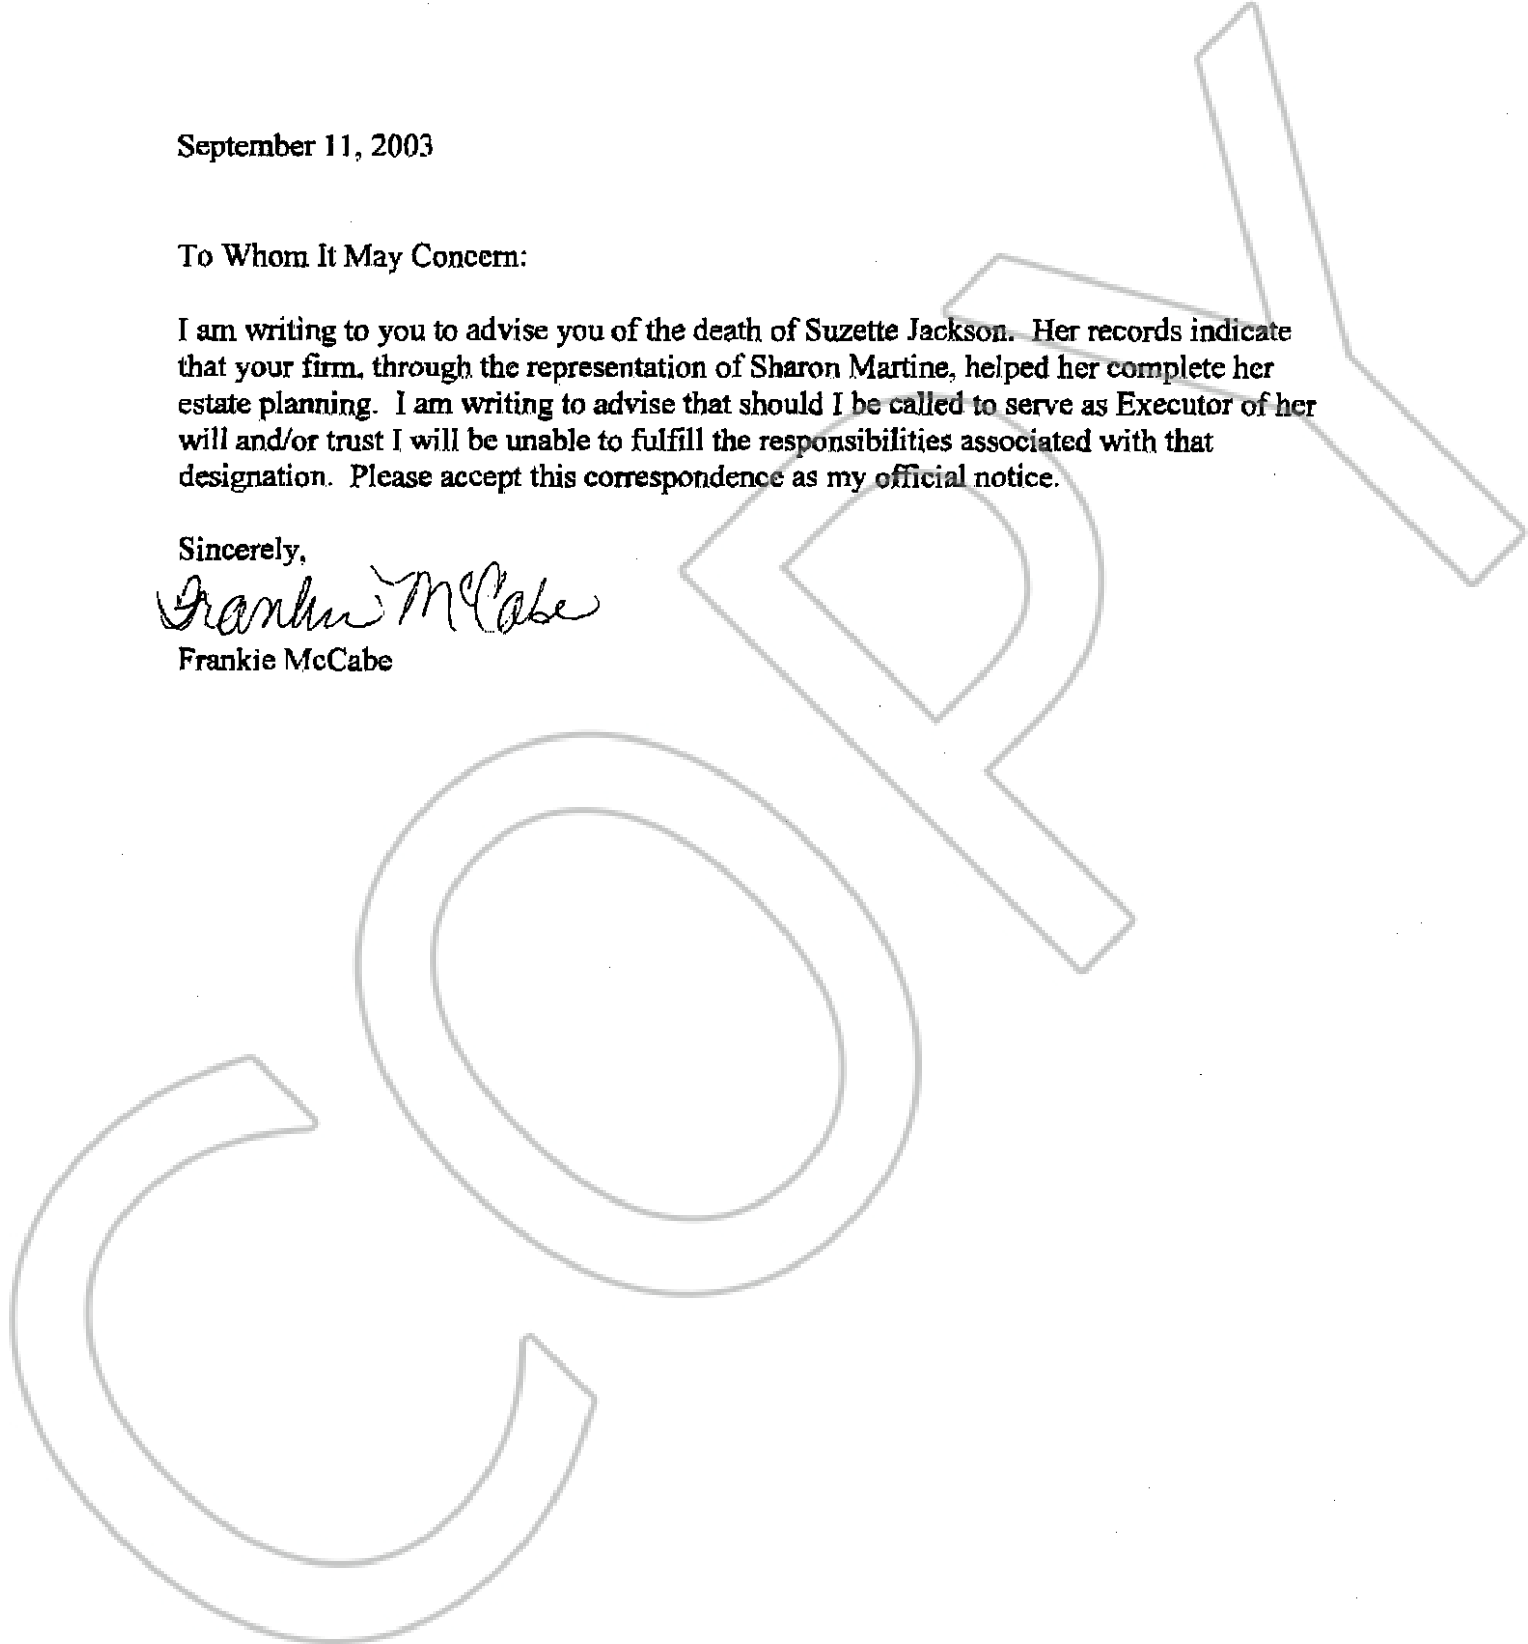 September 11, 2003
To Whom It May Concern:
I am writing to you to advise you of the death of Suzette Jackson. Her records indicate
that your firm, through the representation of Sharon Martine, helped her complete her
estate planning. I am writing to advise that should I be called to serve as Executor of her
will and/or trust I will be unable to fulfill the responsibilities associated with that
designation. Please accept this correspondence as my official notice.
Sincerely,
Frankie McCabe
Frankie McCabe
COPY